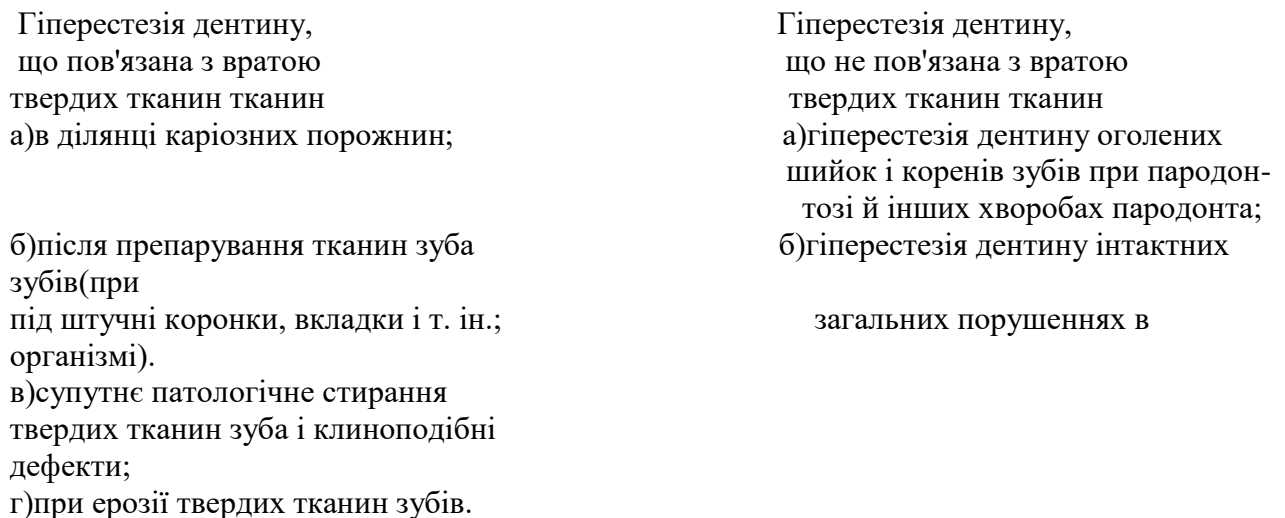 Гіперестезія дентину, Гіперестезія дентину,
що пов'язана з вратою що не пов'язана з вратою
твердих тканин тканин твердих тканин тканин
а)в ділянці каріозних порожнин; а)гіперестезія дентину оголених
шийок і коренів зубів при пародон-
тозі й інших хворобах пародонта;
б)після препарування тканин зуба б)гіперестезія дентину інтактних
зубів(при
під штучні коронки, вкладки і т. ін.; загальних порушеннях в
організмі).
в)супутнє патологічне стирання
твердих тканин зуба і клиноподібні
дефекти;
г)при ерозії твердих тканин зубів.